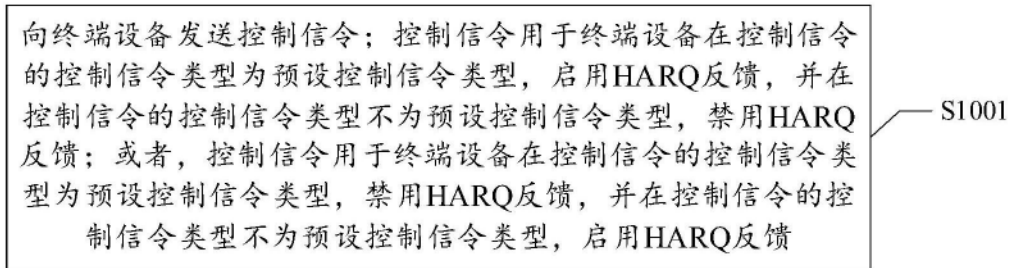 向终端设备发送控制信令；控制信令用于终端设备在控制信令
的控制信令类型为预设控制信令类型，启用HARQ反馈，并在
控制信令的控制信令类型不为预设控制信令类型，禁用HARQ
反馈；或者，控制信令用于终端设备在控制信令的控制信令类
型为预设控制信令类型，禁用HARQ反馈，并在控制信令的控
制信令类型不为预设控制信令类型，启用HARQ反馈
S1001